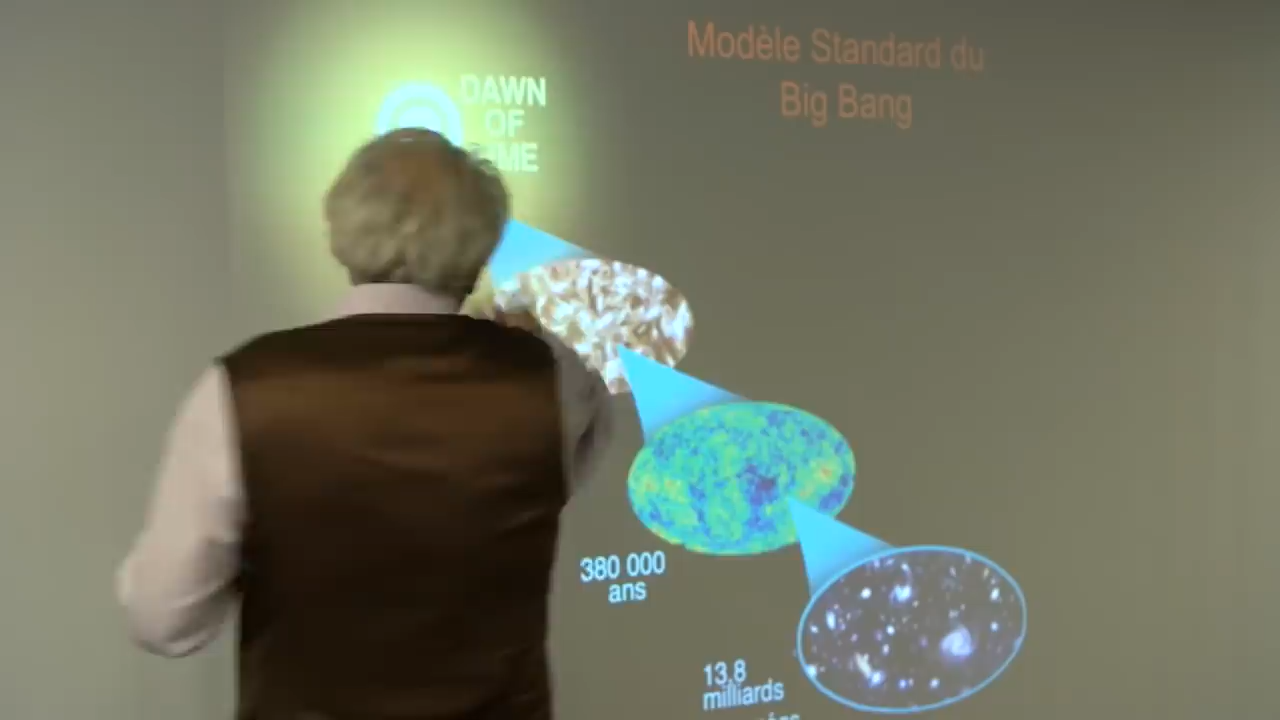 Modèle Standard du
Big Bang
DAWN
OF
380 000
ans
13,8
milliards